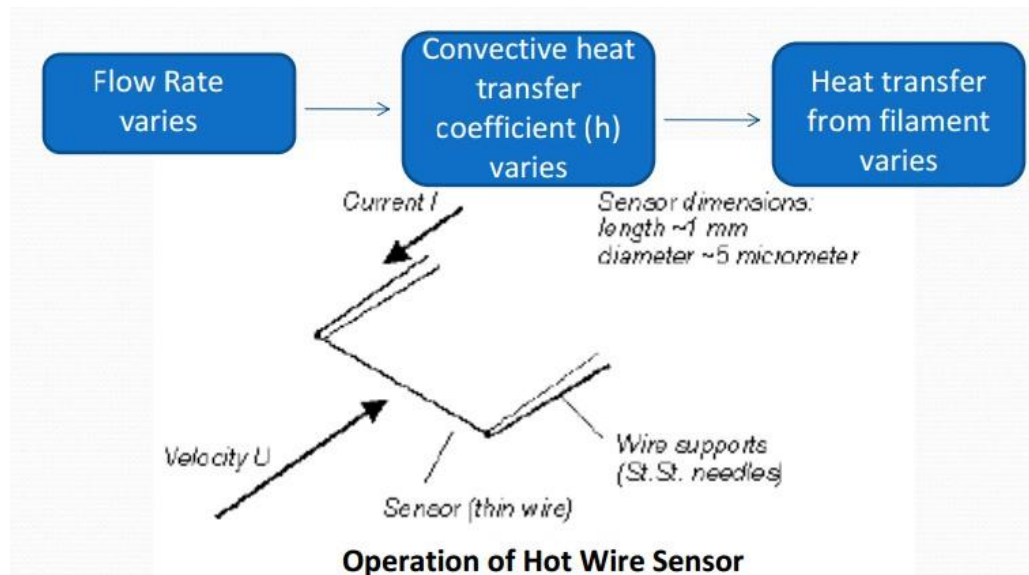 Flow Rate
varies
Convective heat
transfer
coefficient (h)
varies
Heat transfer
from filament
varies
Current I
Sensor dimensions:
length ~1 mm
diameter ~5 micrometer
Velocity U
Sensor (thin wire)
Wire supports
(St.St. needles)
Operation of Hot Wire Sensor